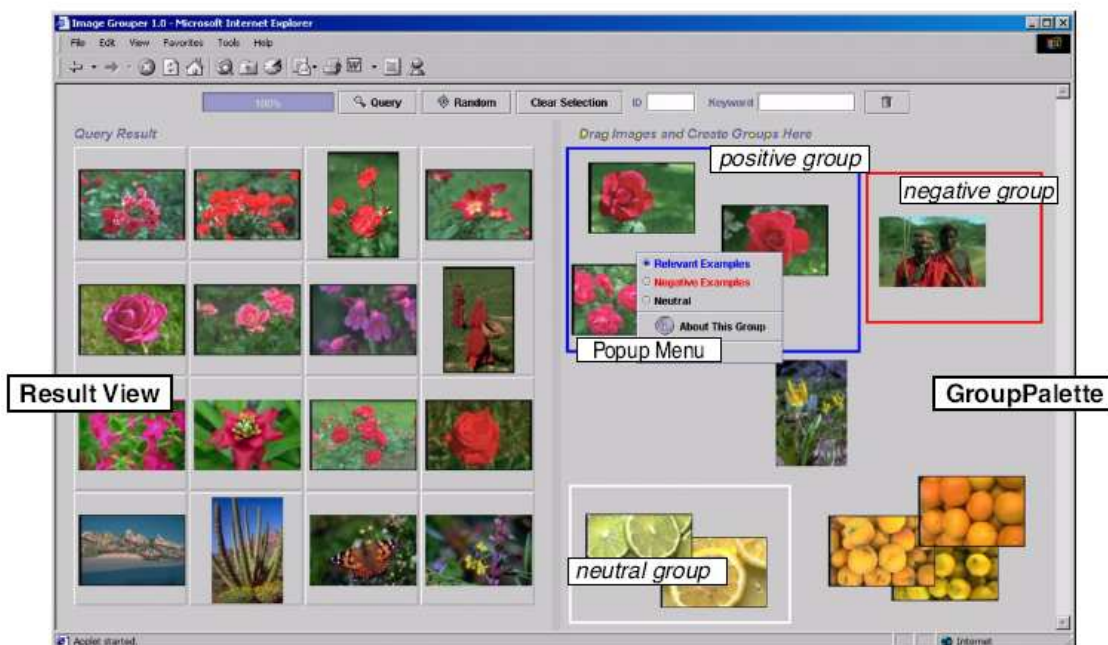 Image Grouper 1.0 - Microsoft Internet Explorer
File Edit View Favorites Tools Help
100% Query Random Clear Selection ID Keyword
Query Result
Drag Images and Create Groups Here
positive group
negative group
Relevant Examples
Negative Examples
Neutral
About This Group
Popup Menu
Result View
GroupPalette
neutral group
Applet started.
Internet